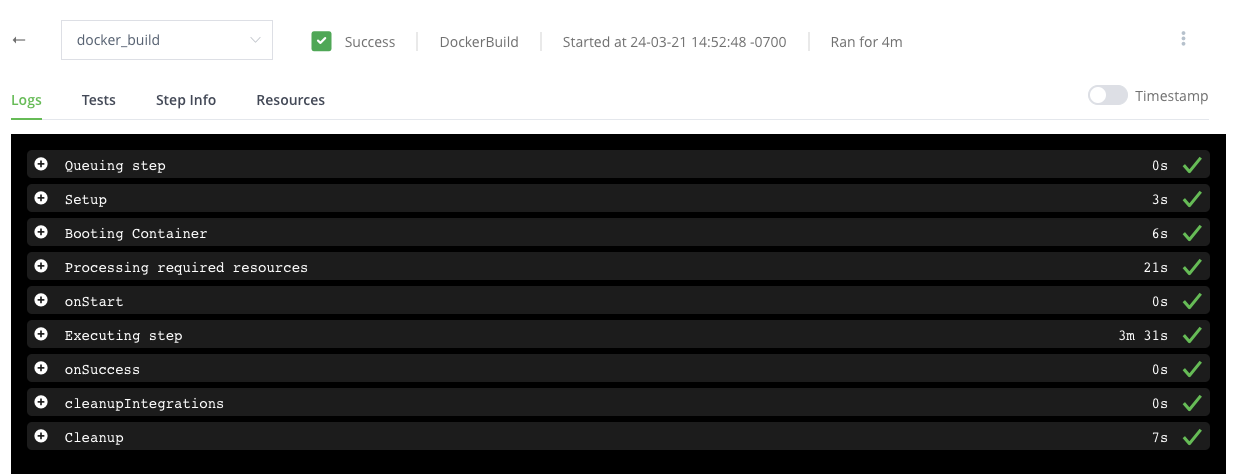 docker_build Success DockerBuild Started at 24-03-21 14:52:48 -0700 Ran for 4m
Logs Tests Step Info Resources Timestamp
Queuing step 0s
Setup 3s
Booting Container 6s
Processing required resources 21s
onStart 0s
Executing step 3m 31s
onSuccess 0s
cleanupIntegrations 0s
Cleanup 7s